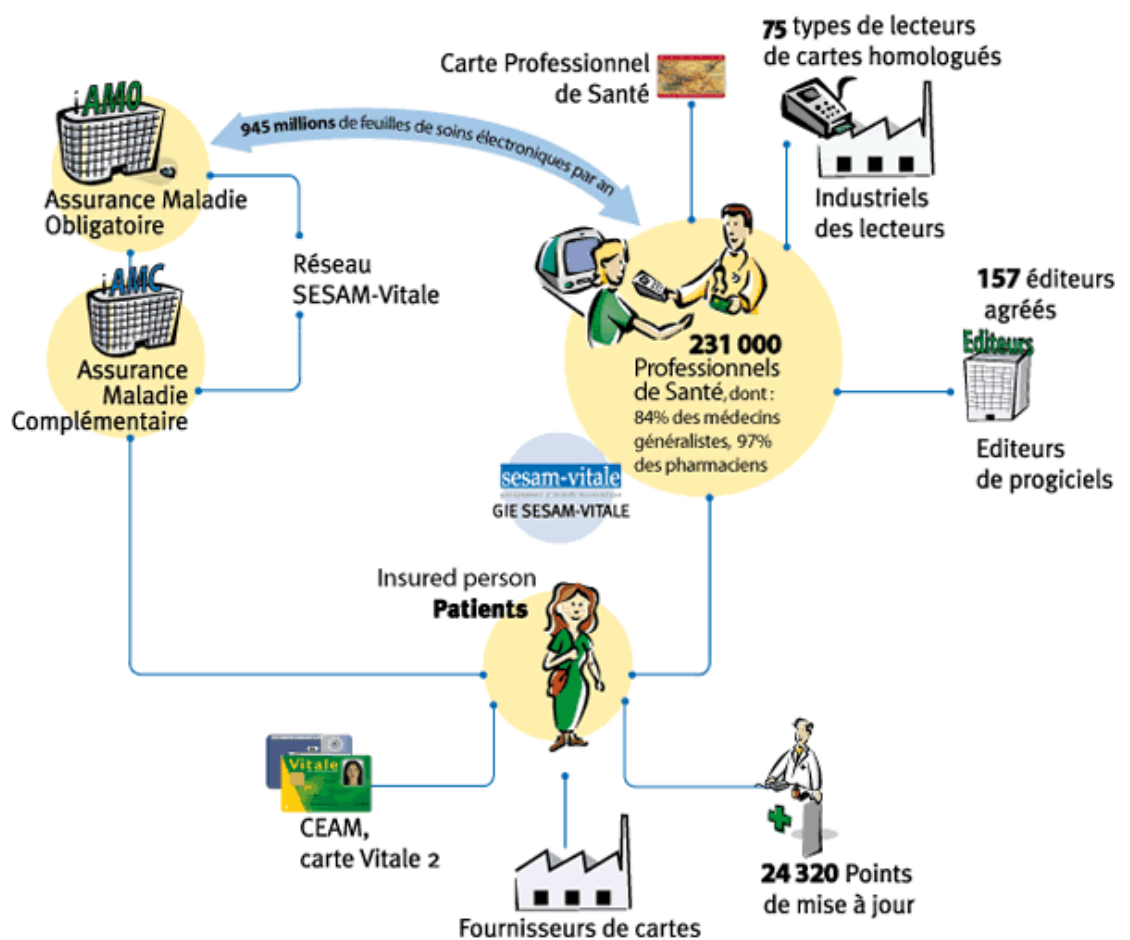 75 types de lecteurs
de cartes homologués
Carte Professionnel
de Santé
iAMO
945 millions de feuilles de soins électroniques par an
Assurance Maladie
Obligatoire
Industriels
des lecteurs
Réseau
SESAM-Vitale
iAMC
157 éditeurs
agréés
Editeurs
231 000
Professionnels
de Santé, dont :
84% des médecins
généralistes, 97%
des pharmaciens
Assurance
Maladie
Complémentaire
Editeurs
de progiciels
sesam-vitale
GIE SESAM-VITALE
Insured person
Patients
Vitale
CEAM,
carte Vitale 2
24 320 Points
de mise à jour
Fournisseurs de cartes